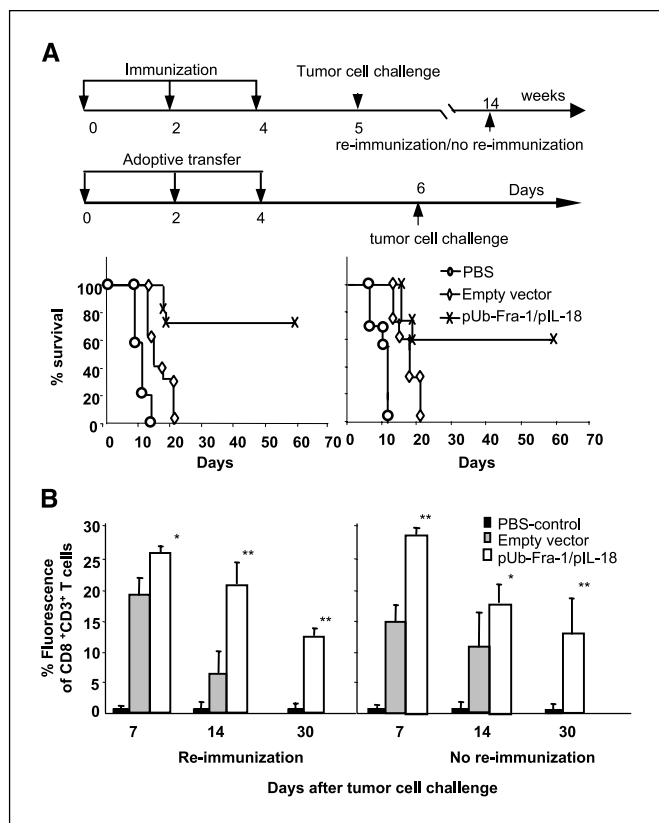 A
Immunization
Tumor cell challenge
0 2 4 5 14 weeks
re-immunization/no re-immunization
Adoptive transfer
0 2 4 6 Days
tumor cell challenge
% survival
100
80
60
40
20
0
0 10 20 30 40 50 60 70
Days
PBS
Empty vector
pUb-Fra-1/pIL-18
0 10 20 30 40 50 60 70
Days
B
% Fluorescence
of CD8+CD3+ T cells
30
25
20
15
10
5
0
* ** **
** * **
PBS-control
Empty vector
pUb-Fra-1/pIL-18
7 14 30 7 14 30
Re-immunization No re-immunization
Days after tumor cell challenge